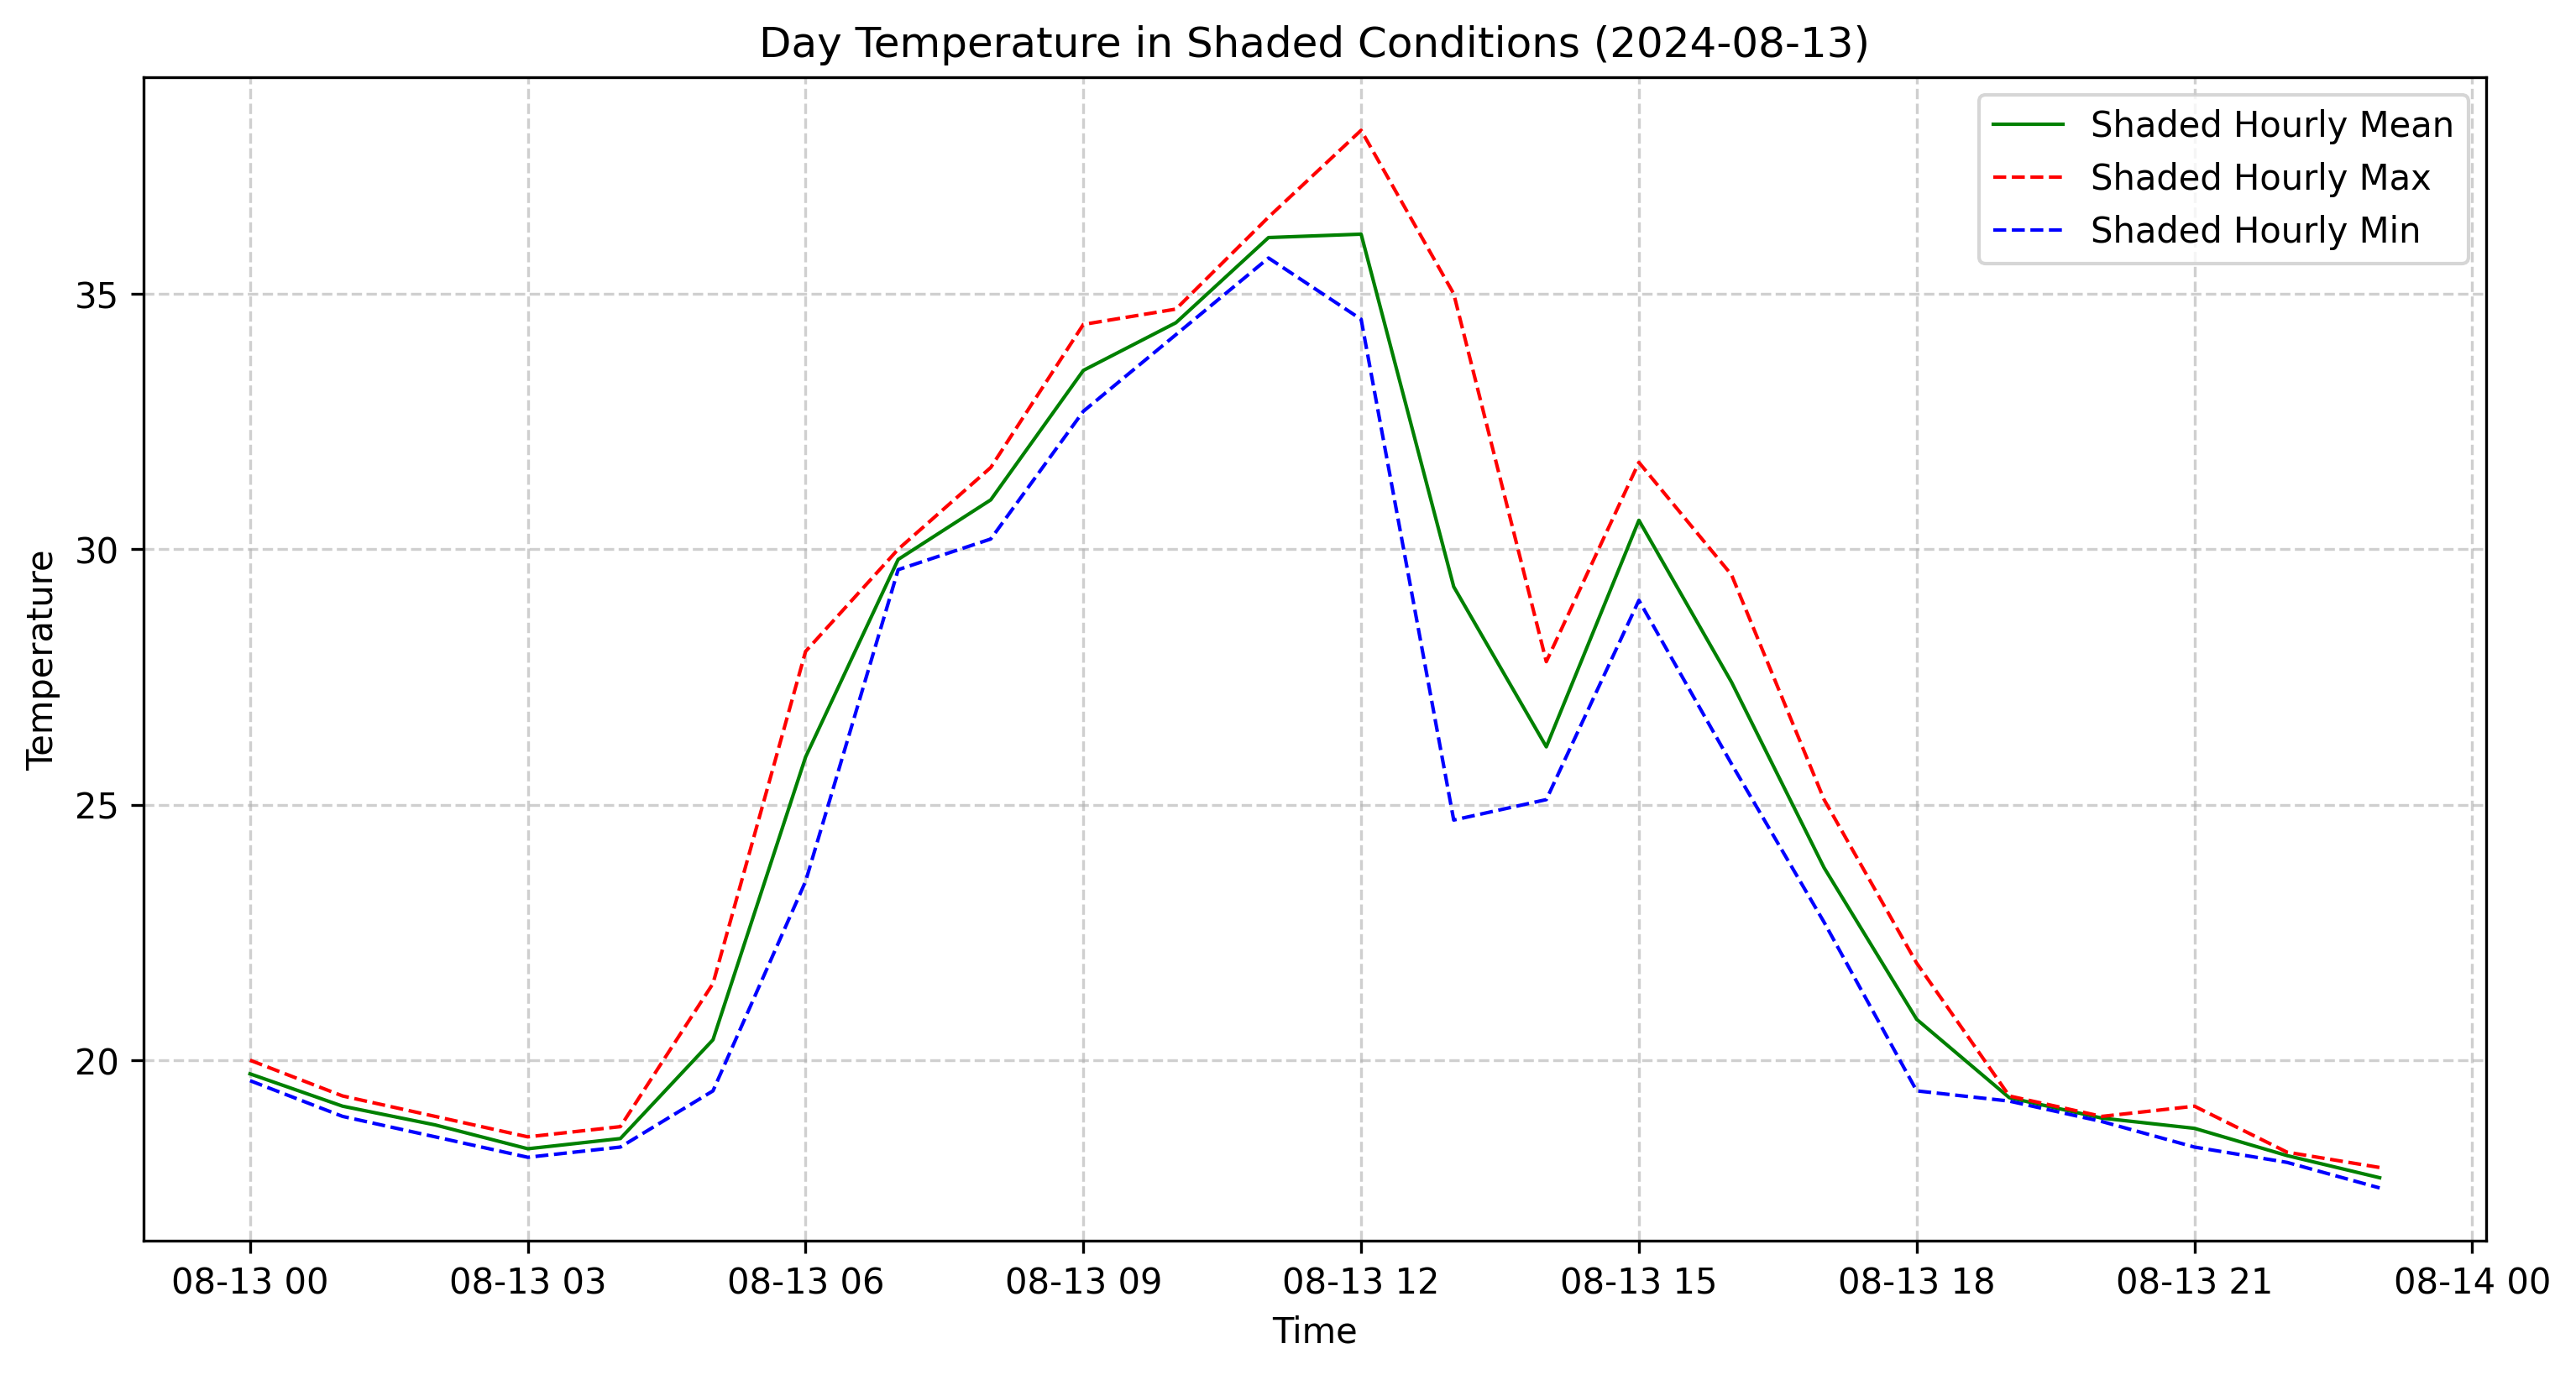 Day Temperature in Shaded Conditions (2024-08-13)
Shaded Hourly Mean
Shaded Hourly Max
Shaded Hourly Min
35
30
25
20
Temperature
08-13 00
08-13 03
08-13 06
08-13 09
08-13 12
08-13 15
08-13 18
08-13 21
08-14 00
Time